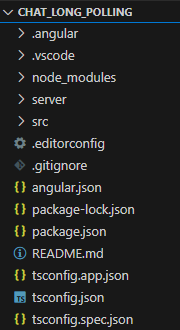 CHAT_LONG_POLLING
.angular
.vscode
node_modules
server
src
.editorconfig
.gitignore
angular.json
package-lock.json
package.json
README.md
tsconfig.app.json
tsconfig.json
tsconfig.spec.json